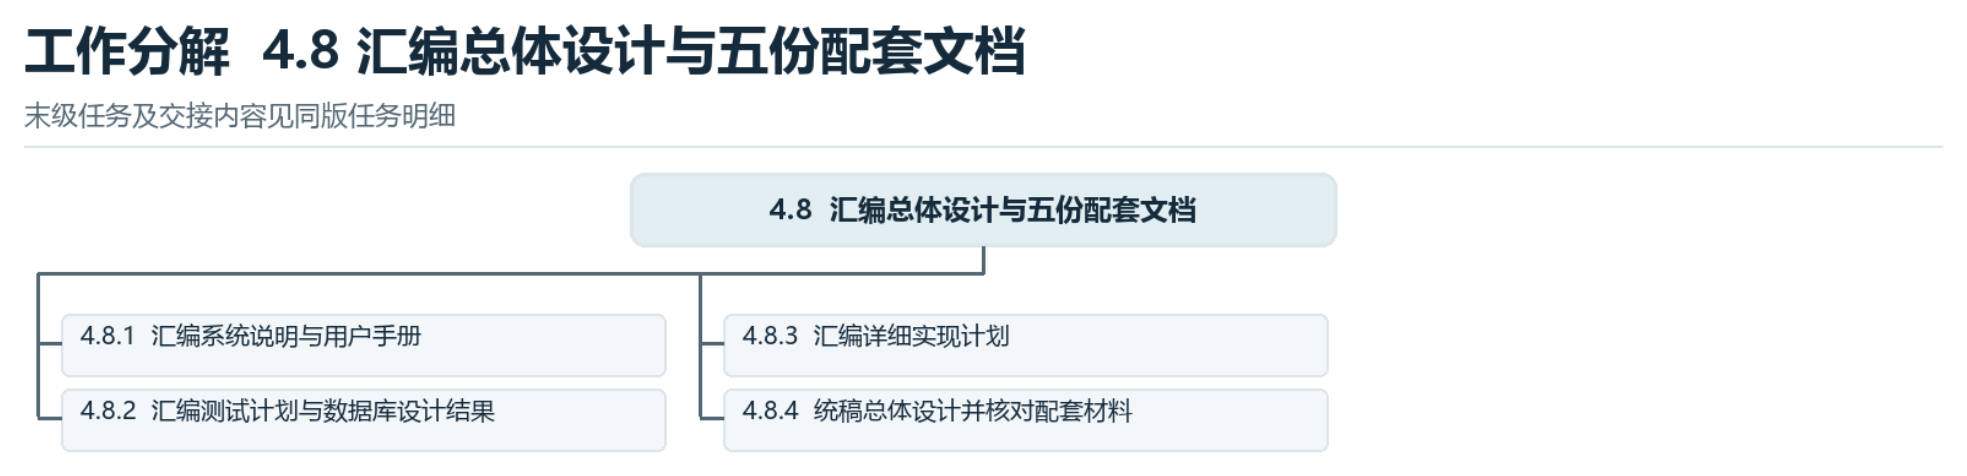 工作分解 4.8 汇编总体设计与五份配套文档
末级任务及交接内容见同版任务明细
4.8 汇编总体设计与五份配套文档
4.8.1 汇编系统说明与用户手册
4.8.2 汇编测试计划与数据库设计结果
4.8.3 汇编详细实现计划
4.8.4 统稿总体设计并核对配套材料